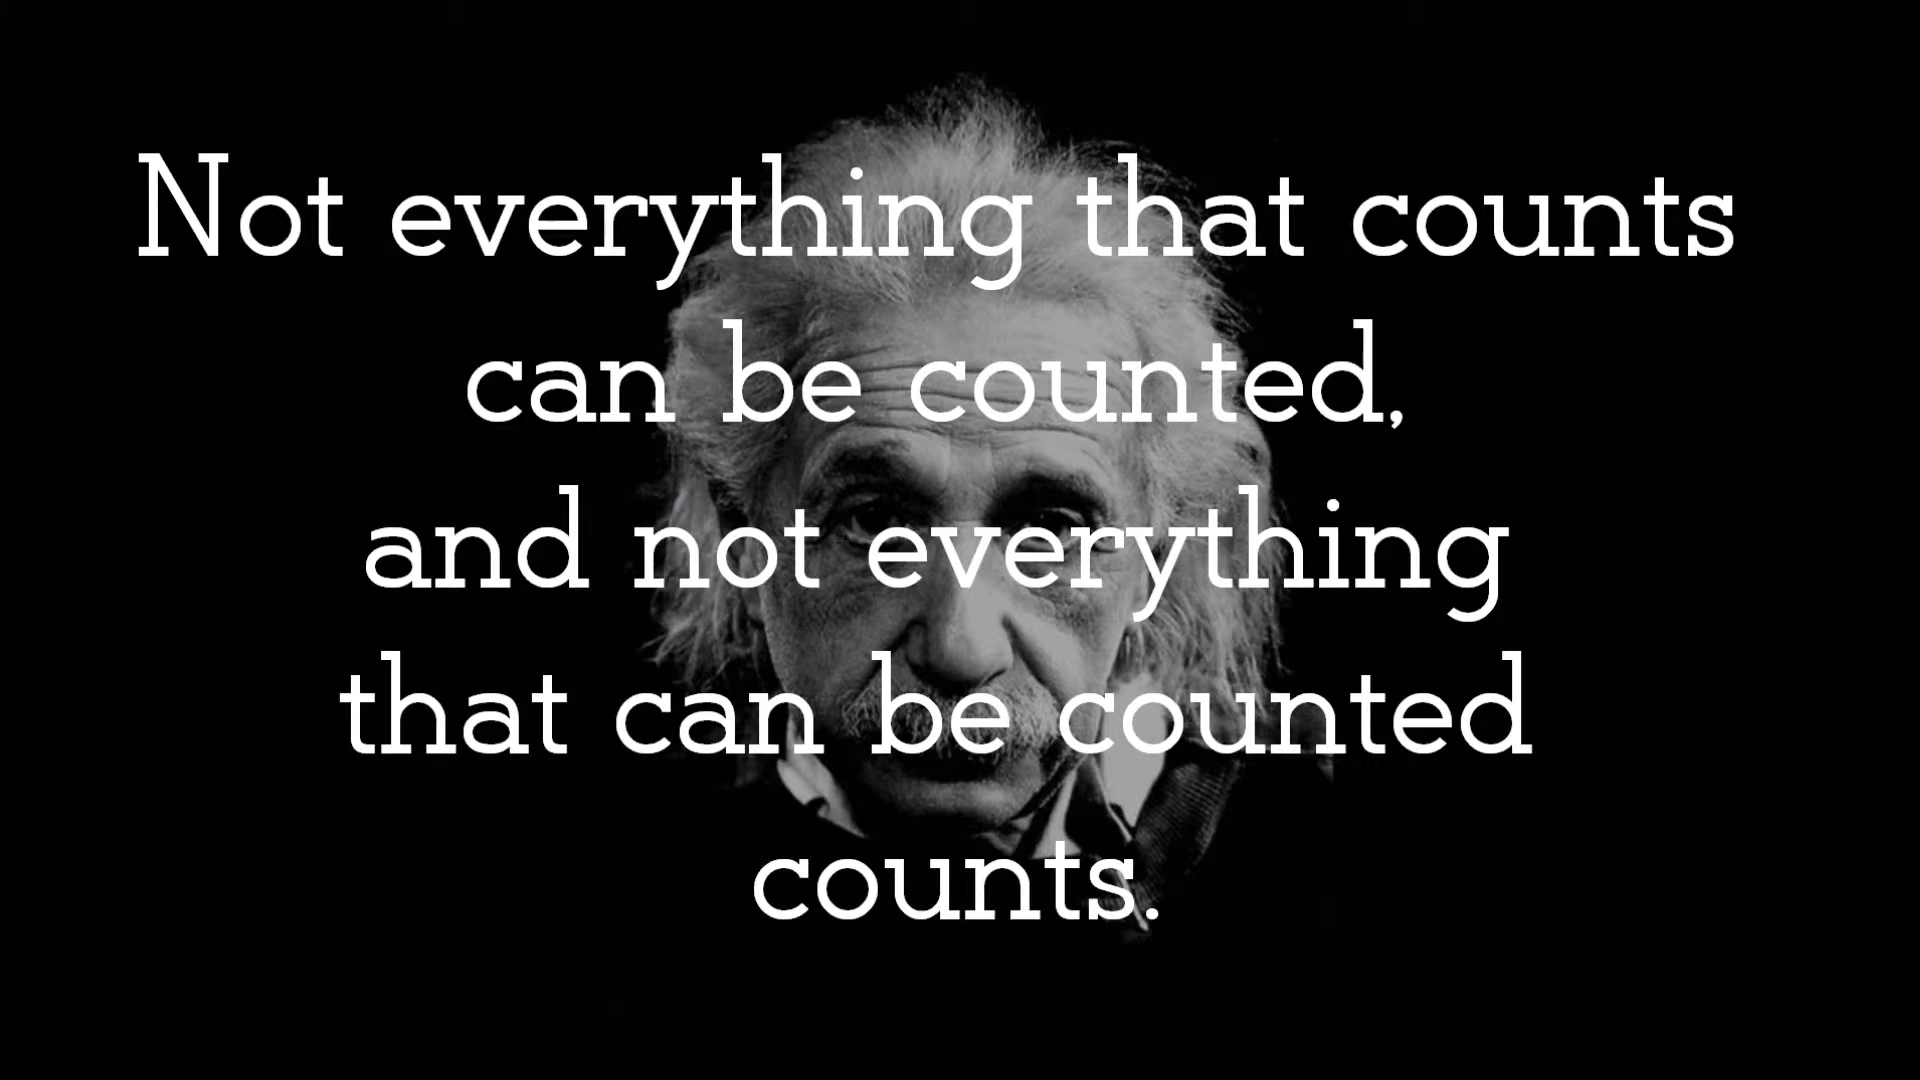 Not everything that counts
can be counted,
and not everything
that can be counted
counts.